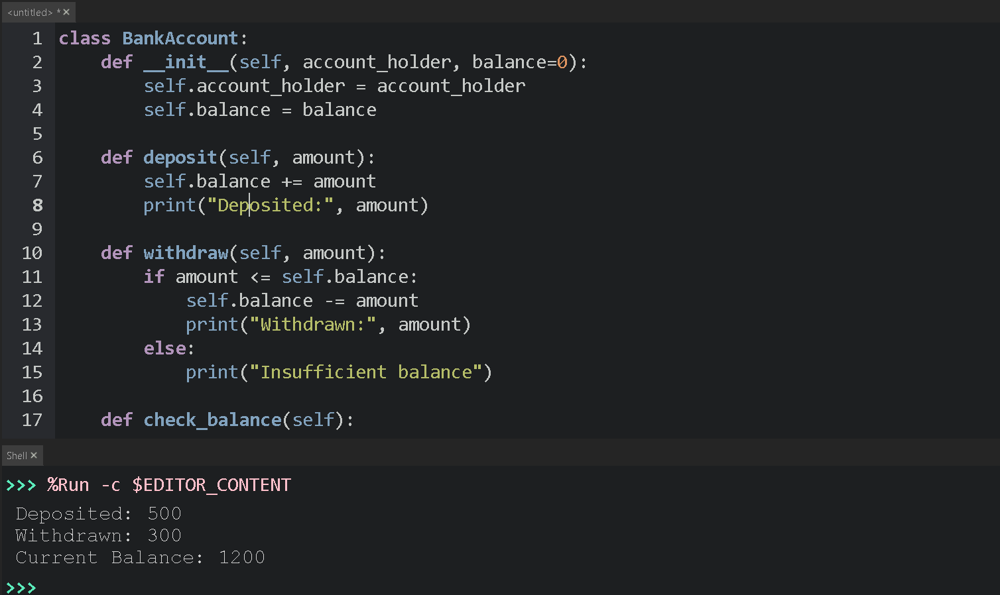 <untitled> * ×
1 class BankAccount:
2     def __init__(self, account_holder, balance=0):
3         self.account_holder = account_holder
4         self.balance = balance
5
6     def deposit(self, amount):
7         self.balance += amount
8         print("Deposited:", amount)
9
10     def withdraw(self, amount):
11         if amount <= self.balance:
12             self.balance -= amount
13             print("Withdrawn:", amount)
14         else:
15             print("Insufficient balance")
16
17     def check_balance(self):
Shell ×
>>> %Run -c $EDITOR_CONTENT
Deposited: 500
Withdrawn: 300
Current Balance: 1200
>>>